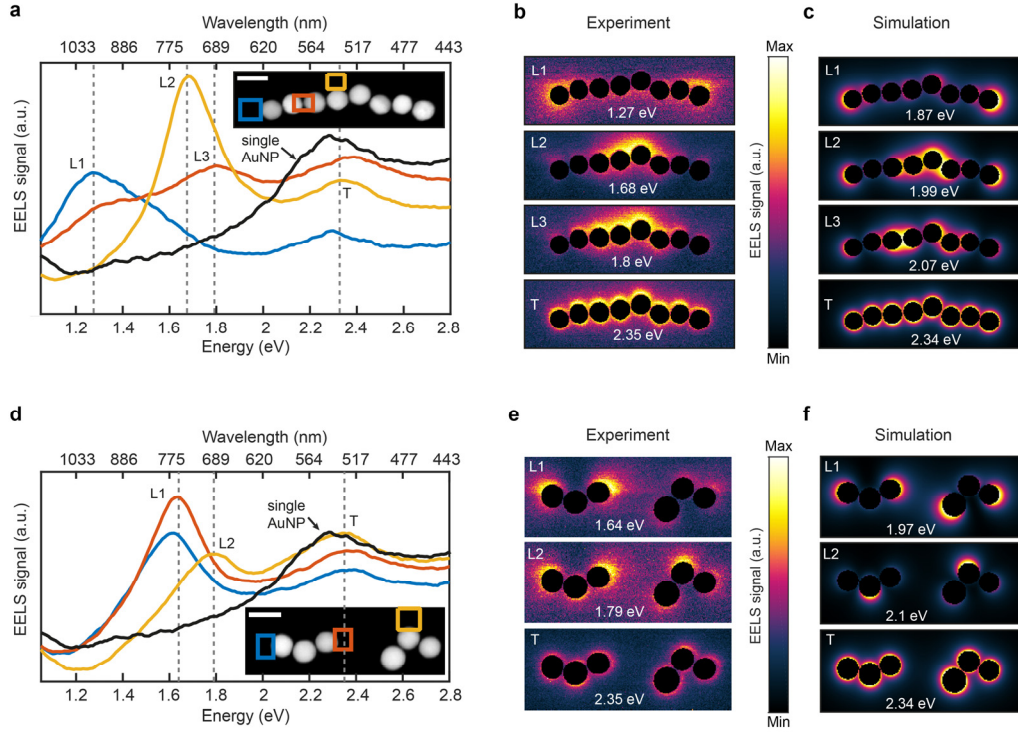 a
Wavelength (nm)
1033 886 775 689 620 564 517 477 443
L1
L2
L3
single
AuNP
T
EELS signal (a.u.)
1.2 1.4 1.6 1.8 2 2.2 2.4 2.6 2.8
Energy (eV)
b
Experiment
L1
1.27 eV
L2
1.68 eV
L3
1.8 eV
T
2.35 eV
Max
EELS signal (a.u.)
Min
c
Simulation
L1
1.87 eV
L2
1.99 eV
L3
2.07 eV
T
2.34 eV
d
Wavelength (nm)
1033 886 775 689 620 564 517 477 443
L1
L2
single
AuNP
T
EELS signal (a.u.)
1.2 1.4 1.6 1.8 2 2.2 2.4 2.6 2.8
Energy (eV)
e
Experiment
L1
1.64 eV
L2
1.79 eV
T
2.35 eV
Max
EELS signal (a.u.)
Min
f
Simulation
L1
1.97 eV
L2
2.1 eV
T
2.34 eV